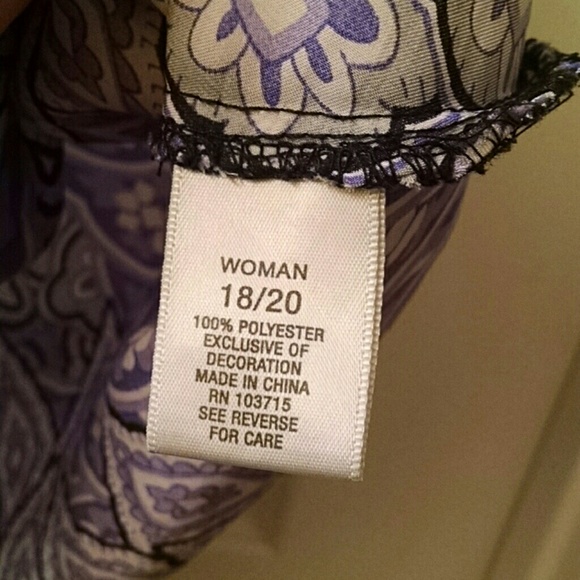 WOMAN
18/20
100% POLYESTER
EXCLUSIVE OF
DECORATION
MADE IN CHINA
RN 103715
SEE REVERSE
FOR CARE